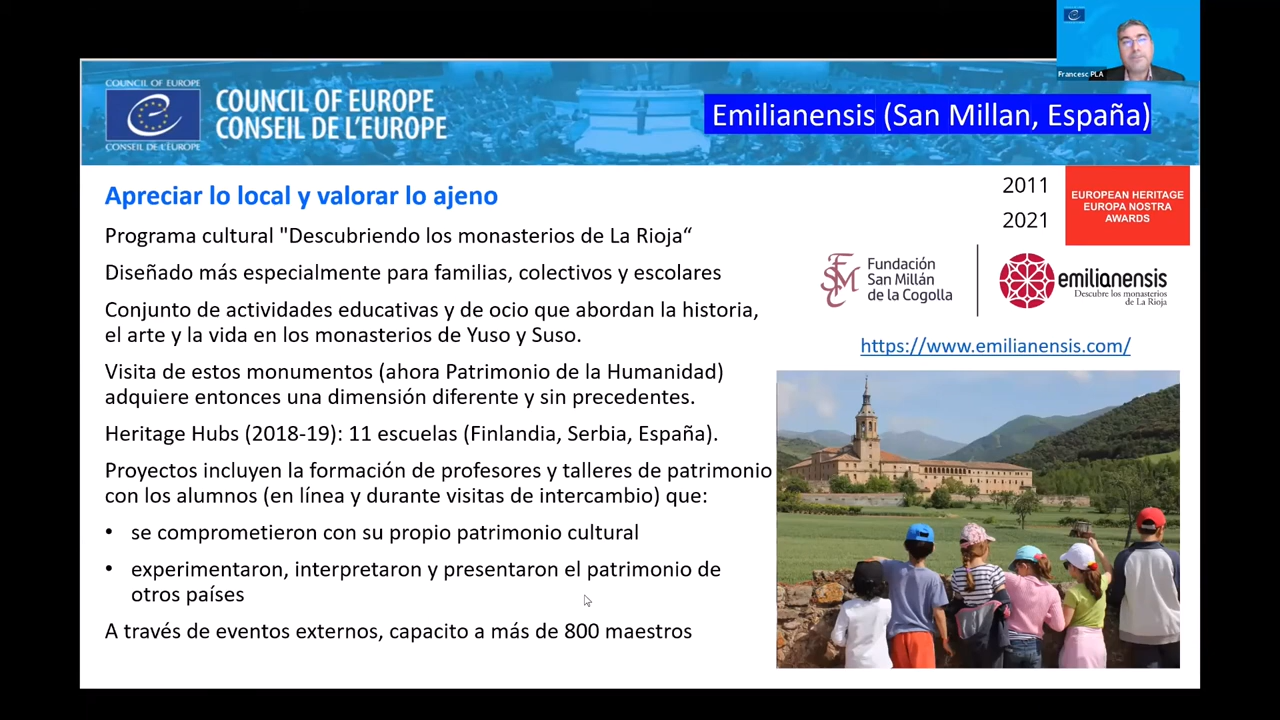 Francesc PLA
COUNCIL OF EUROPE
COUNCIL OF EUROPE
CONSEIL DE L'EUROPE
CONSEIL DE L'EUROPE
Emilianensis (San Millan, España)
Apreciar lo local y valorar lo ajeno
Programa cultural "Descubriendo los monasterios de La Rioja“
Diseñado más especialmente para familias, colectivos y escolares
Conjunto de actividades educativas y de ocio que abordan la historia,
el arte y la vida en los monasterios de Yuso y Suso.
Visita de estos monumentos (ahora Patrimonio de la Humanidad)
adquiere entonces una dimensión diferente y sin precedentes.
Heritage Hubs (2018-19): 11 escuelas (Finlandia, Serbia, España).
Proyectos incluyen la formación de profesores y talleres de patrimonio
con los alumnos (en línea y durante visitas de intercambio) que:
• se comprometieron con su propio patrimonio cultural
• experimentaron, interpretaron y presentaron el patrimonio de
otros países
A través de eventos externos, capacito a más de 800 maestros
2011
2021
EUROPEAN HERITAGE
EUROPA NOSTRA
AWARDS
Fundación
San Millán
de la Cogolla
emilianensis
Descubre los monasterios
de La Rioja
https://www.emilianensis.com/